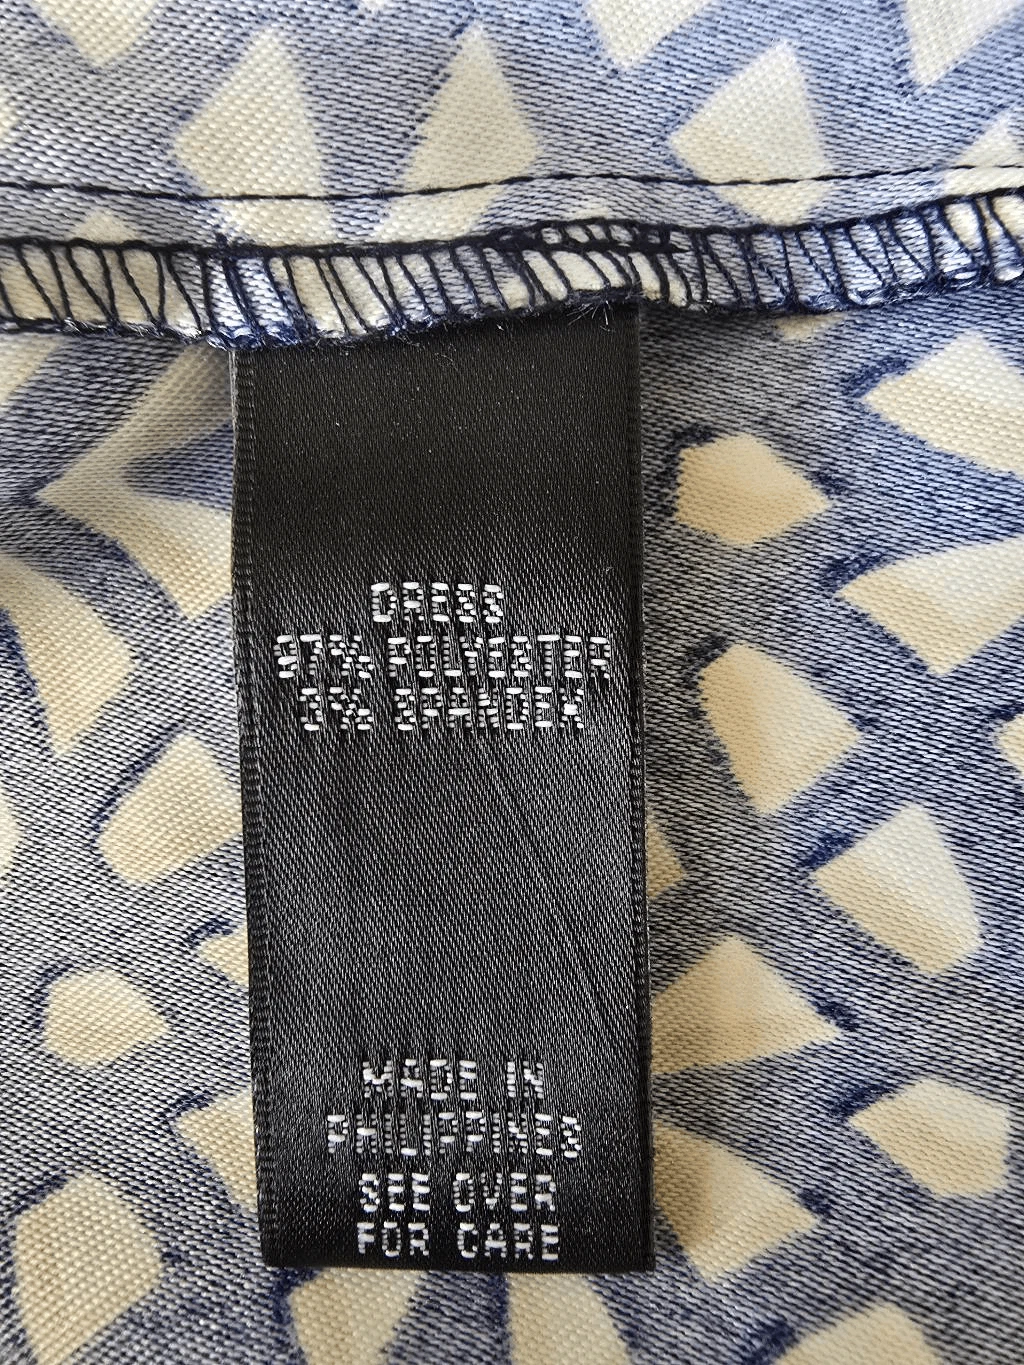 DRESS
97% POLYESTER
3% SPANDEX
MADE IN
PHILIPPINES
SEE OVER
FOR CARE